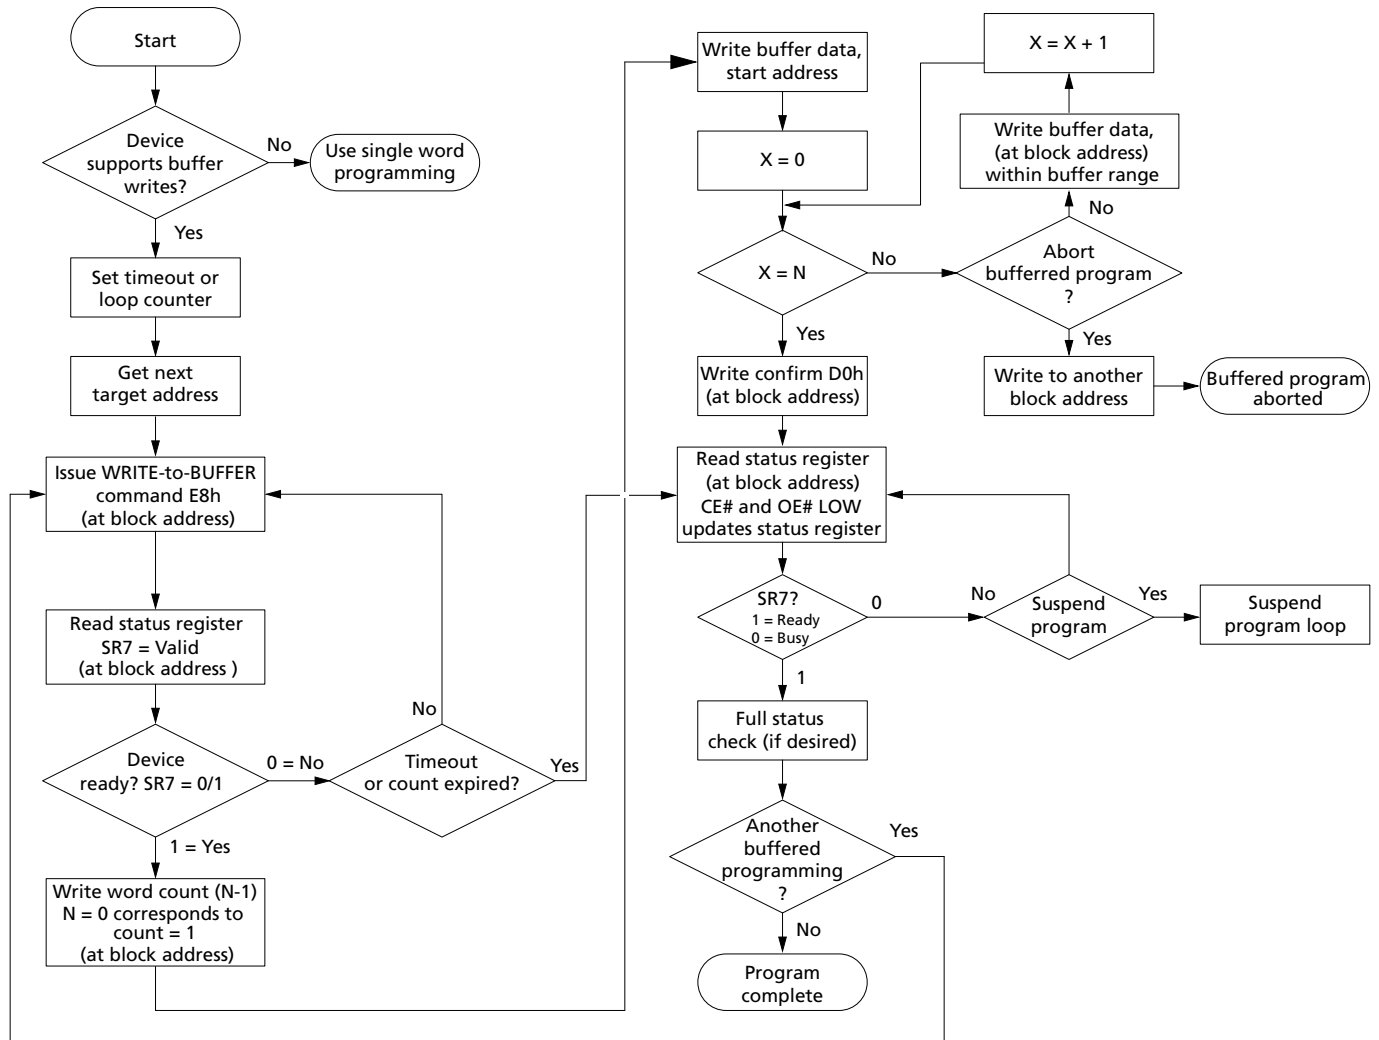 Start
Device
supports buffer
writes?
No
Use single word
programming
Yes
Set timeout or
loop counter
Get next
target address
Issue WRITE-to-BUFFER
command E8h
(at block address)
Read status register
SR7 = Valid
(at block address )
Device
ready? SR7 = 0/1
0 = No
Timeout
or count expired?
No
Yes
1 = Yes
Write word count (N-1)
N = 0 corresponds to
count = 1
(at block address)
Write buffer data,
start address
X = 0
X = N
No
Abort
bufferred program
?
No
Write buffer data,
(at block address)
within buffer range
X = X + 1
Yes
Write to another
block address
Buffered program
aborted
Yes
Write confirm D0h
(at block address)
Read status register
(at block address)
CE# and OE# LOW
updates status register
SR7?
1 = Ready
0 = Busy
0
No
Suspend
program
Yes
Suspend
program loop
1
Full status
check (if desired)
Another
buffered
programming
?
Yes
No
Program
complete